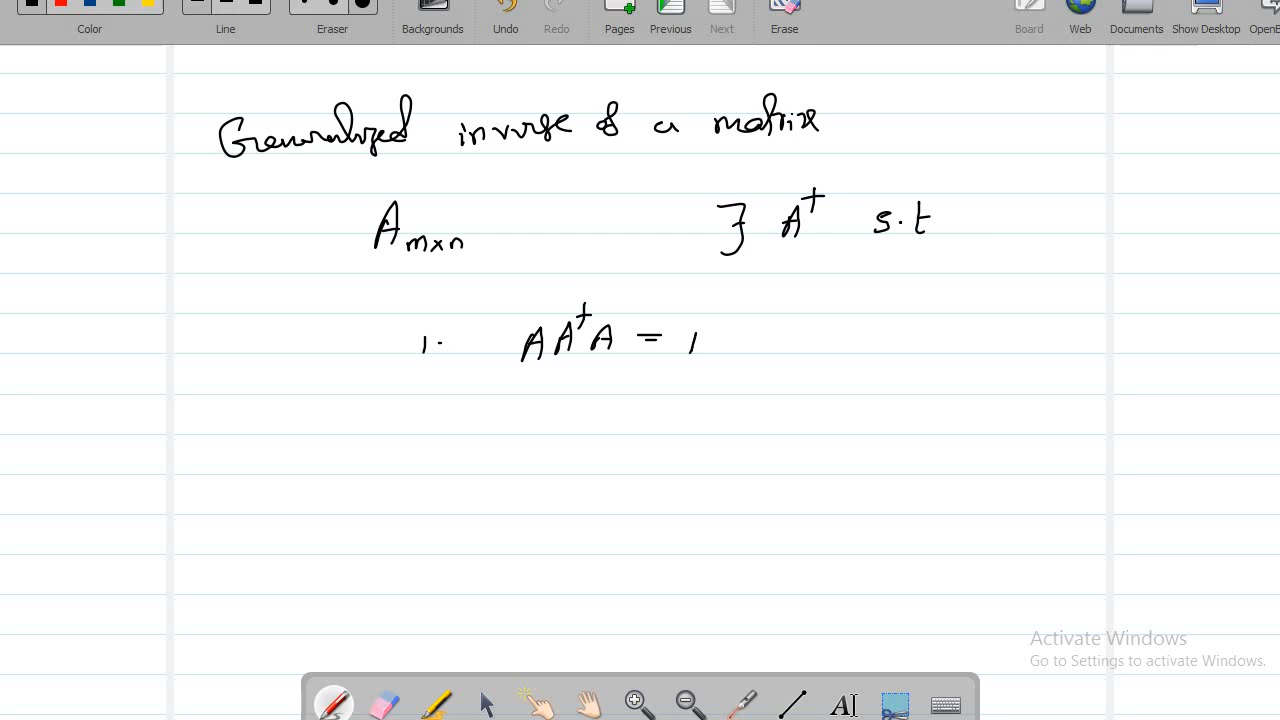 Color Line Eraser Backgrounds Undo Redo Pages Previous Next Erase Board Web Documents Show Desktop OpenB
Generalized inverse of a matrix
A m×n ∃ A† s.t
1. A A† A = 1
Activate Windows
Go to Settings to activate Windows.
A